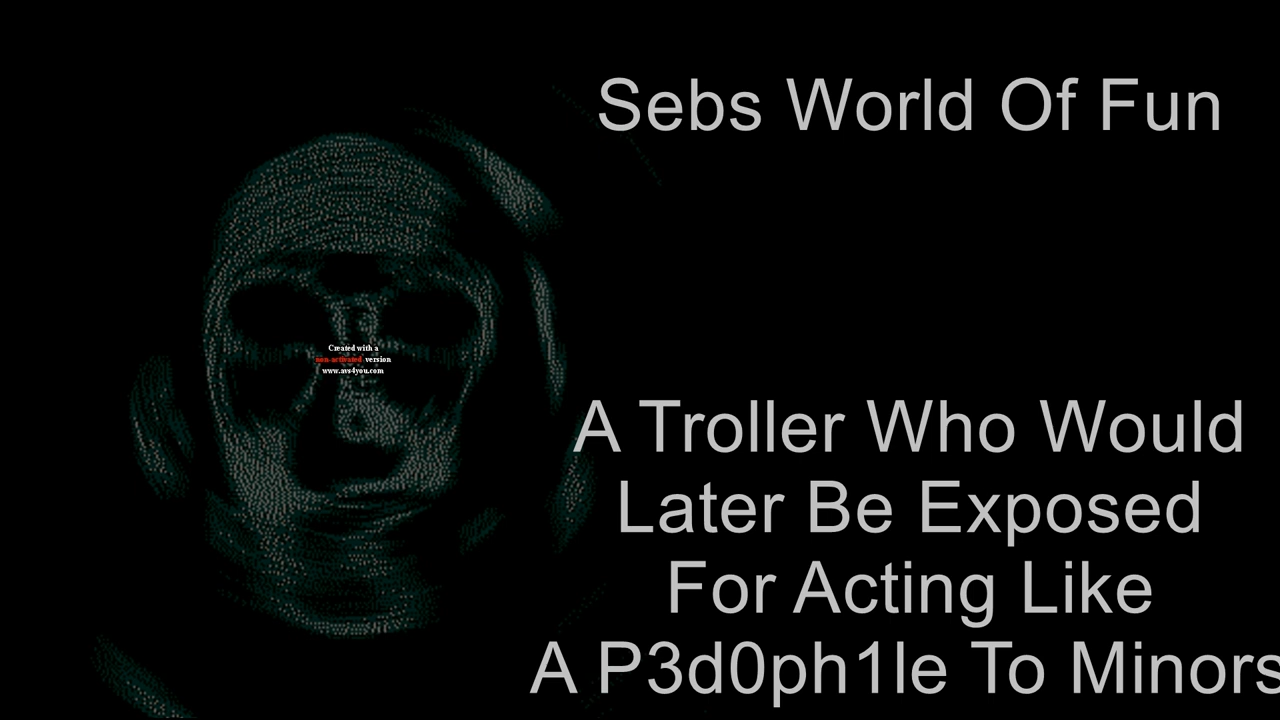 Sebs World Of Fun
Created with a
non-activated version
www.avs4you.com
A Troller Who Would
Later Be Exposed
For Acting Like
A P3d0ph1le To Minors